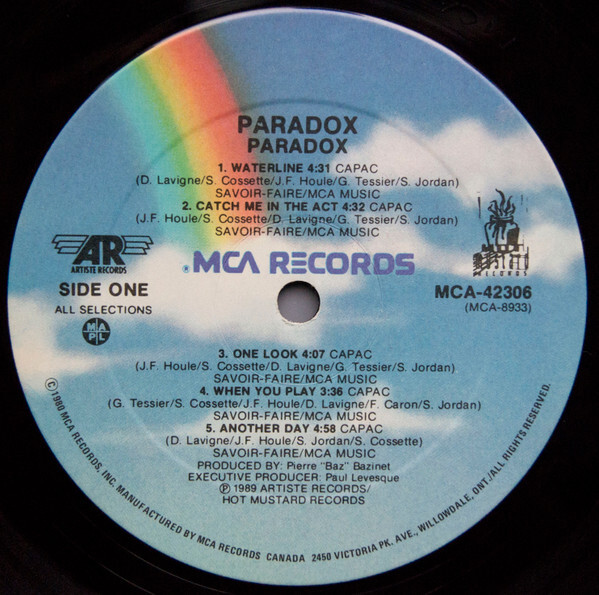 PARADOX
PARADOX
1. WATERLINE 4:31 CAPAC
(D. Lavigne/S. Cossette/J.F. Houle/G. Tessier/S. Jordan)
SAVOIR-FAIRE/MCA MUSIC
2. CATCH ME IN THE ACT 4:32 CAPAC
(J.F. Houle/S. Cossette/D. Lavigne/G. Tessier/S. Jordan)
SAVOIR-FAIRE/MCA MUSIC
AR
ARTISTE RECORDS
MCA RECORDS
®
RECORDS
SIDE ONE
ALL SELECTIONS
MAPL
MCA-42306
(MCA-8933)
3. ONE LOOK 4:07 CAPAC
(J.F. Houle/S. Cossette/D. Lavigne/G. Tessier/S. Jordan)
SAVOIR-FAIRE/MCA MUSIC
4. WHEN YOU PLAY 3:36 CAPAC
(G. Tessier/S. Cossette/J.F. Houle/D. Lavigne/F. Caron/S. Jordan)
SAVOIR-FAIRE/MCA MUSIC
5. ANOTHER DAY 4:58 CAPAC
(D. Lavigne/J.F. Houle/S. Jordan/S. Cossette)
SAVOIR-FAIRE/MCA MUSIC
PRODUCED BY: Pierre "Baz" Bazinet
EXECUTIVE PRODUCER: Paul Levesque
℗ 1989 ARTISTE RECORDS/
HOT MUSTARD RECORDS
© 1980 MCA RECORDS, INC. MANUFACTURED BY MCA RECORDS CANADA 2450 VICTORIA PK. AVE., WILLOWDALE, ONT./ALL RIGHTS RESERVED.